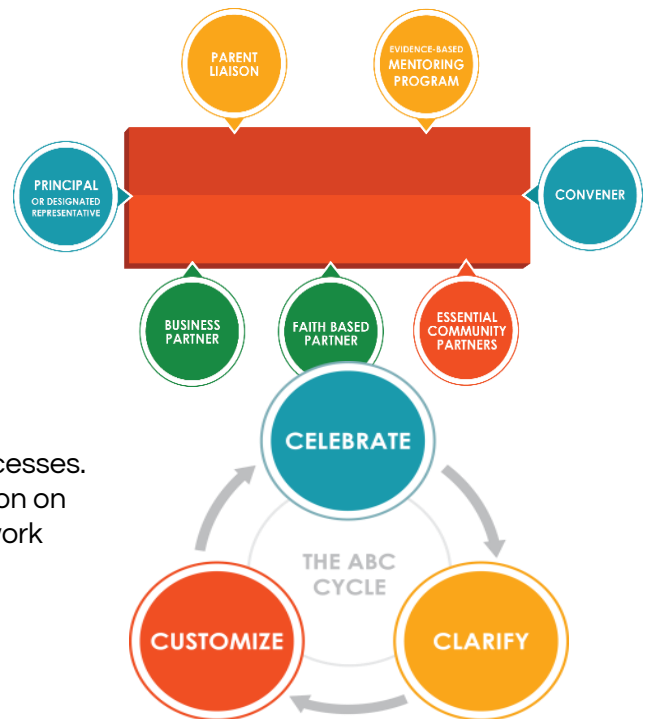 PARENT
LIAISON
EVIDENCE-BASED
MENTORING
PROGRAM
PRINCIPAL
OR DESIGNATED
REPRESENTATIVE
CONVENER
BUSINESS
PARTNER
FAITH BASED
PARTNER
ESSENTIAL
COMMUNITY
PARTNERS
cesses.
on on
work
CELEBRATE
THE ABC
CYCLE
CUSTOMIZE
CLARIFY